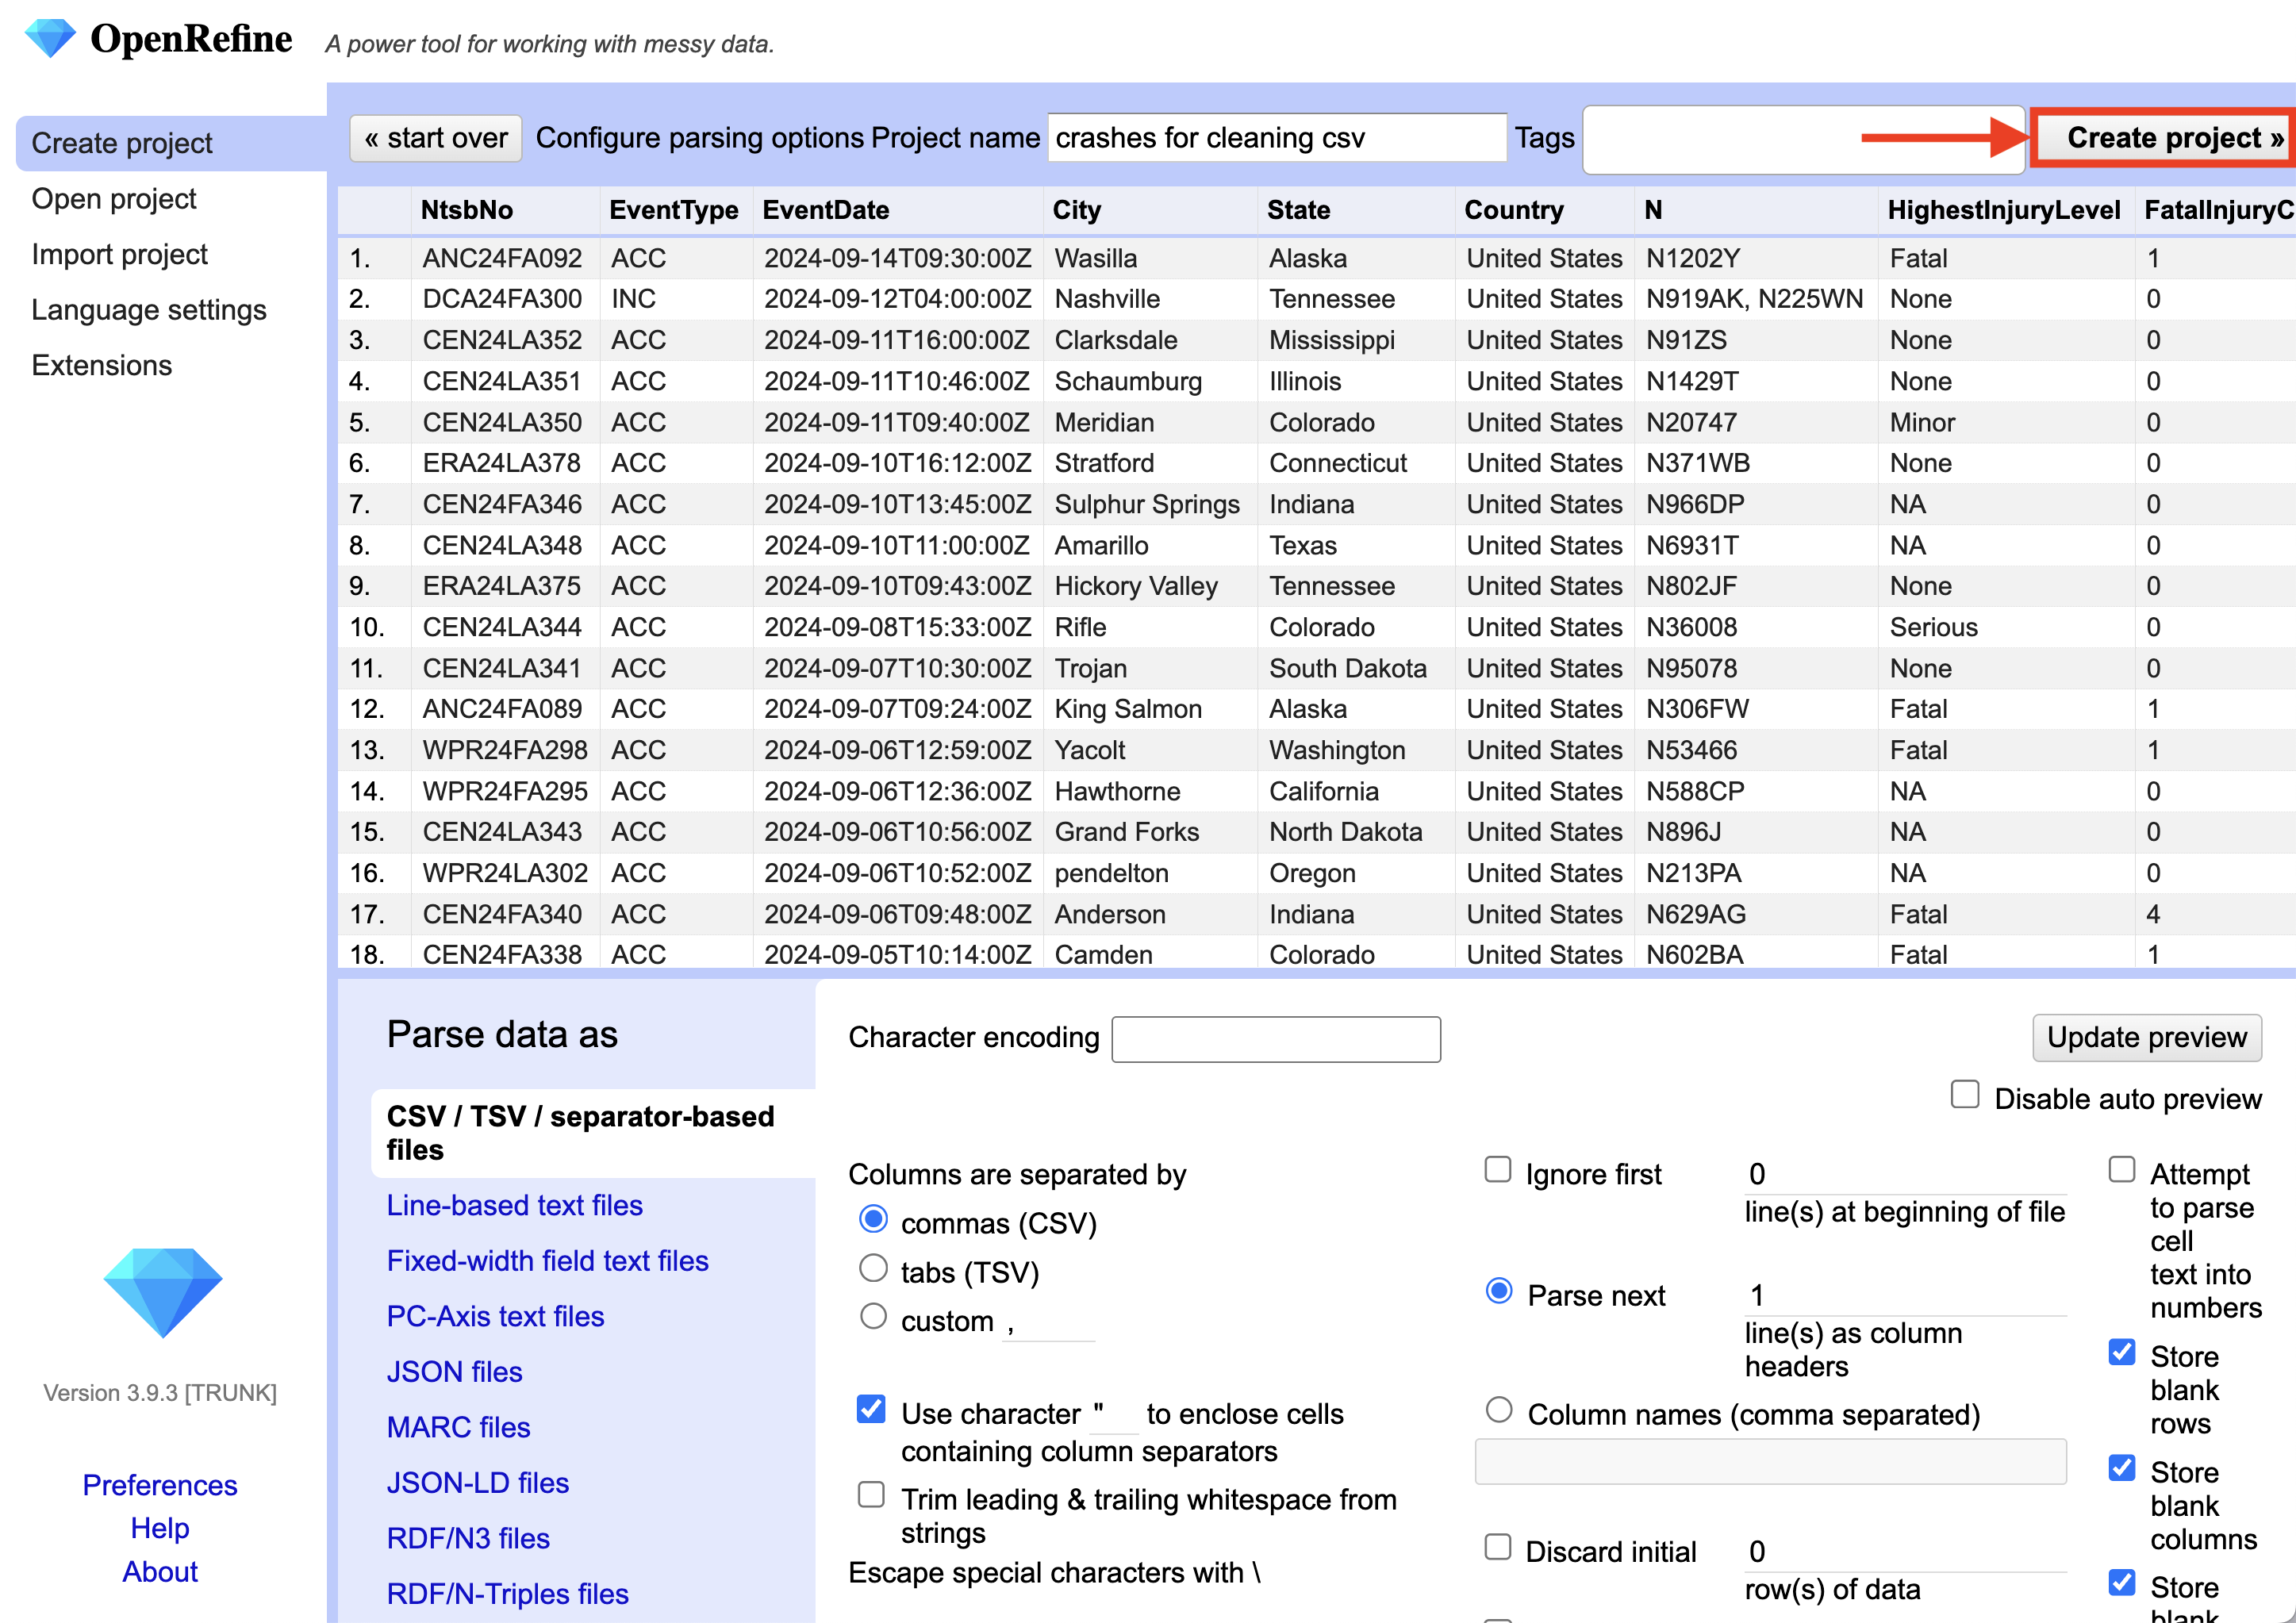 OpenRefine A power tool for working with messy data.
Create project
Open project
Import project
Language settings
Extensions
« start over Configure parsing options Project name crashes for cleaning csv Tags Create project »
NtsbNo EventType EventDate City State Country N HighestInjuryLevel FatalInjuryC
1. ANC24FA092 ACC 2024-09-14T09:30:00Z Wasilla Alaska United States N1202Y Fatal 1
2. DCA24FA300 INC 2024-09-12T04:00:00Z Nashville Tennessee United States N919AK, N225WN None 0
3. CEN24LA352 ACC 2024-09-11T16:00:00Z Clarksdale Mississippi United States N91ZS None 0
4. CEN24LA351 ACC 2024-09-11T10:46:00Z Schaumburg Illinois United States N1429T None 0
5. CEN24LA350 ACC 2024-09-11T09:40:00Z Meridian Colorado United States N20747 Minor 0
6. ERA24LA378 ACC 2024-09-10T16:12:00Z Stratford Connecticut United States N371WB None 0
7. CEN24FA346 ACC 2024-09-10T13:45:00Z Sulphur Springs Indiana United States N966DP NA 0
8. CEN24LA348 ACC 2024-09-10T11:00:00Z Amarillo Texas United States N6931T NA 0
9. ERA24LA375 ACC 2024-09-10T09:43:00Z Hickory Valley Tennessee United States N802JF None 0
10. CEN24LA344 ACC 2024-09-08T15:33:00Z Rifle Colorado United States N36008 Serious 0
11. CEN24LA341 ACC 2024-09-07T10:30:00Z Trojan South Dakota United States N95078 None 0
12. ANC24FA089 ACC 2024-09-07T09:24:00Z King Salmon Alaska United States N306FW Fatal 1
13. WPR24FA298 ACC 2024-09-06T12:59:00Z Yacolt Washington United States N53466 Fatal 1
14. WPR24FA295 ACC 2024-09-06T12:36:00Z Hawthorne California United States N588CP NA 0
15. CEN24LA343 ACC 2024-09-06T10:56:00Z Grand Forks North Dakota United States N896J NA 0
16. WPR24LA302 ACC 2024-09-06T10:52:00Z pendelton Oregon United States N213PA NA 0
17. CEN24FA340 ACC 2024-09-06T09:48:00Z Anderson Indiana United States N629AG Fatal 4
18. CEN24FA338 ACC 2024-09-05T10:14:00Z Camden Colorado United States N602BA Fatal 1
Parse data as
CSV / TSV / separator-based
files
Line-based text files
Fixed-width field text files
PC-Axis text files
JSON files
MARC files
JSON-LD files
RDF/N3 files
RDF/N-Triples files
Character encoding
Update preview
Disable auto preview
Columns are separated by
commas (CSV)
tabs (TSV)
custom ,
Use character " to enclose cells
containing column separators
Trim leading & trailing whitespace from
strings
Escape special characters with \
Ignore first 0
line(s) at beginning of file
Parse next 1
line(s) as column
headers
Column names (comma separated)
Discard initial 0
row(s) of data
Attempt
to parse
cell
text into
numbers
Store
blank
rows
Store
blank
columns
Store
blank
Version 3.9.3 [TRUNK]
Preferences
Help
About